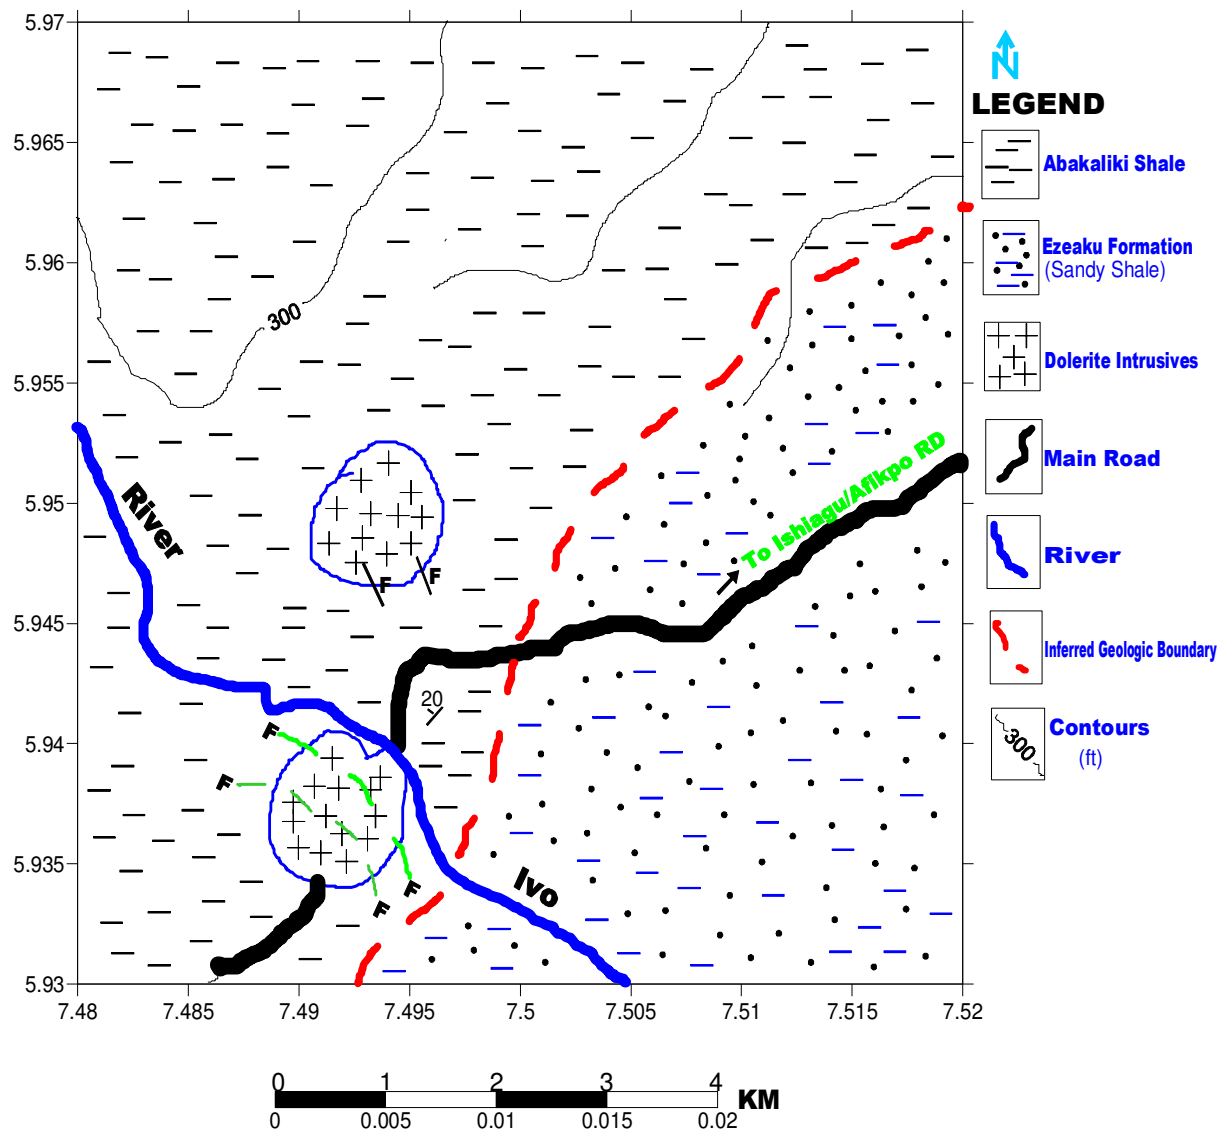 5.97
5.965
5.96
5.955
5.95
5.945
5.94
5.935
5.93
7.48 7.485 7.49 7.495 7.5 7.505 7.51 7.515 7.52
300
River
F
F
To Ishiagu/Afikpo RD
20
F
F
F
F
Ivo
N
LEGEND
Abakaliki Shale
Ezeaku Formation
(Sandy Shale)
Dolerite Intrusives
Main Road
River
Inferred Geologic Boundary
300
Contours
(ft)
0 1 2 3 4
KM
0 0.005 0.01 0.015 0.02